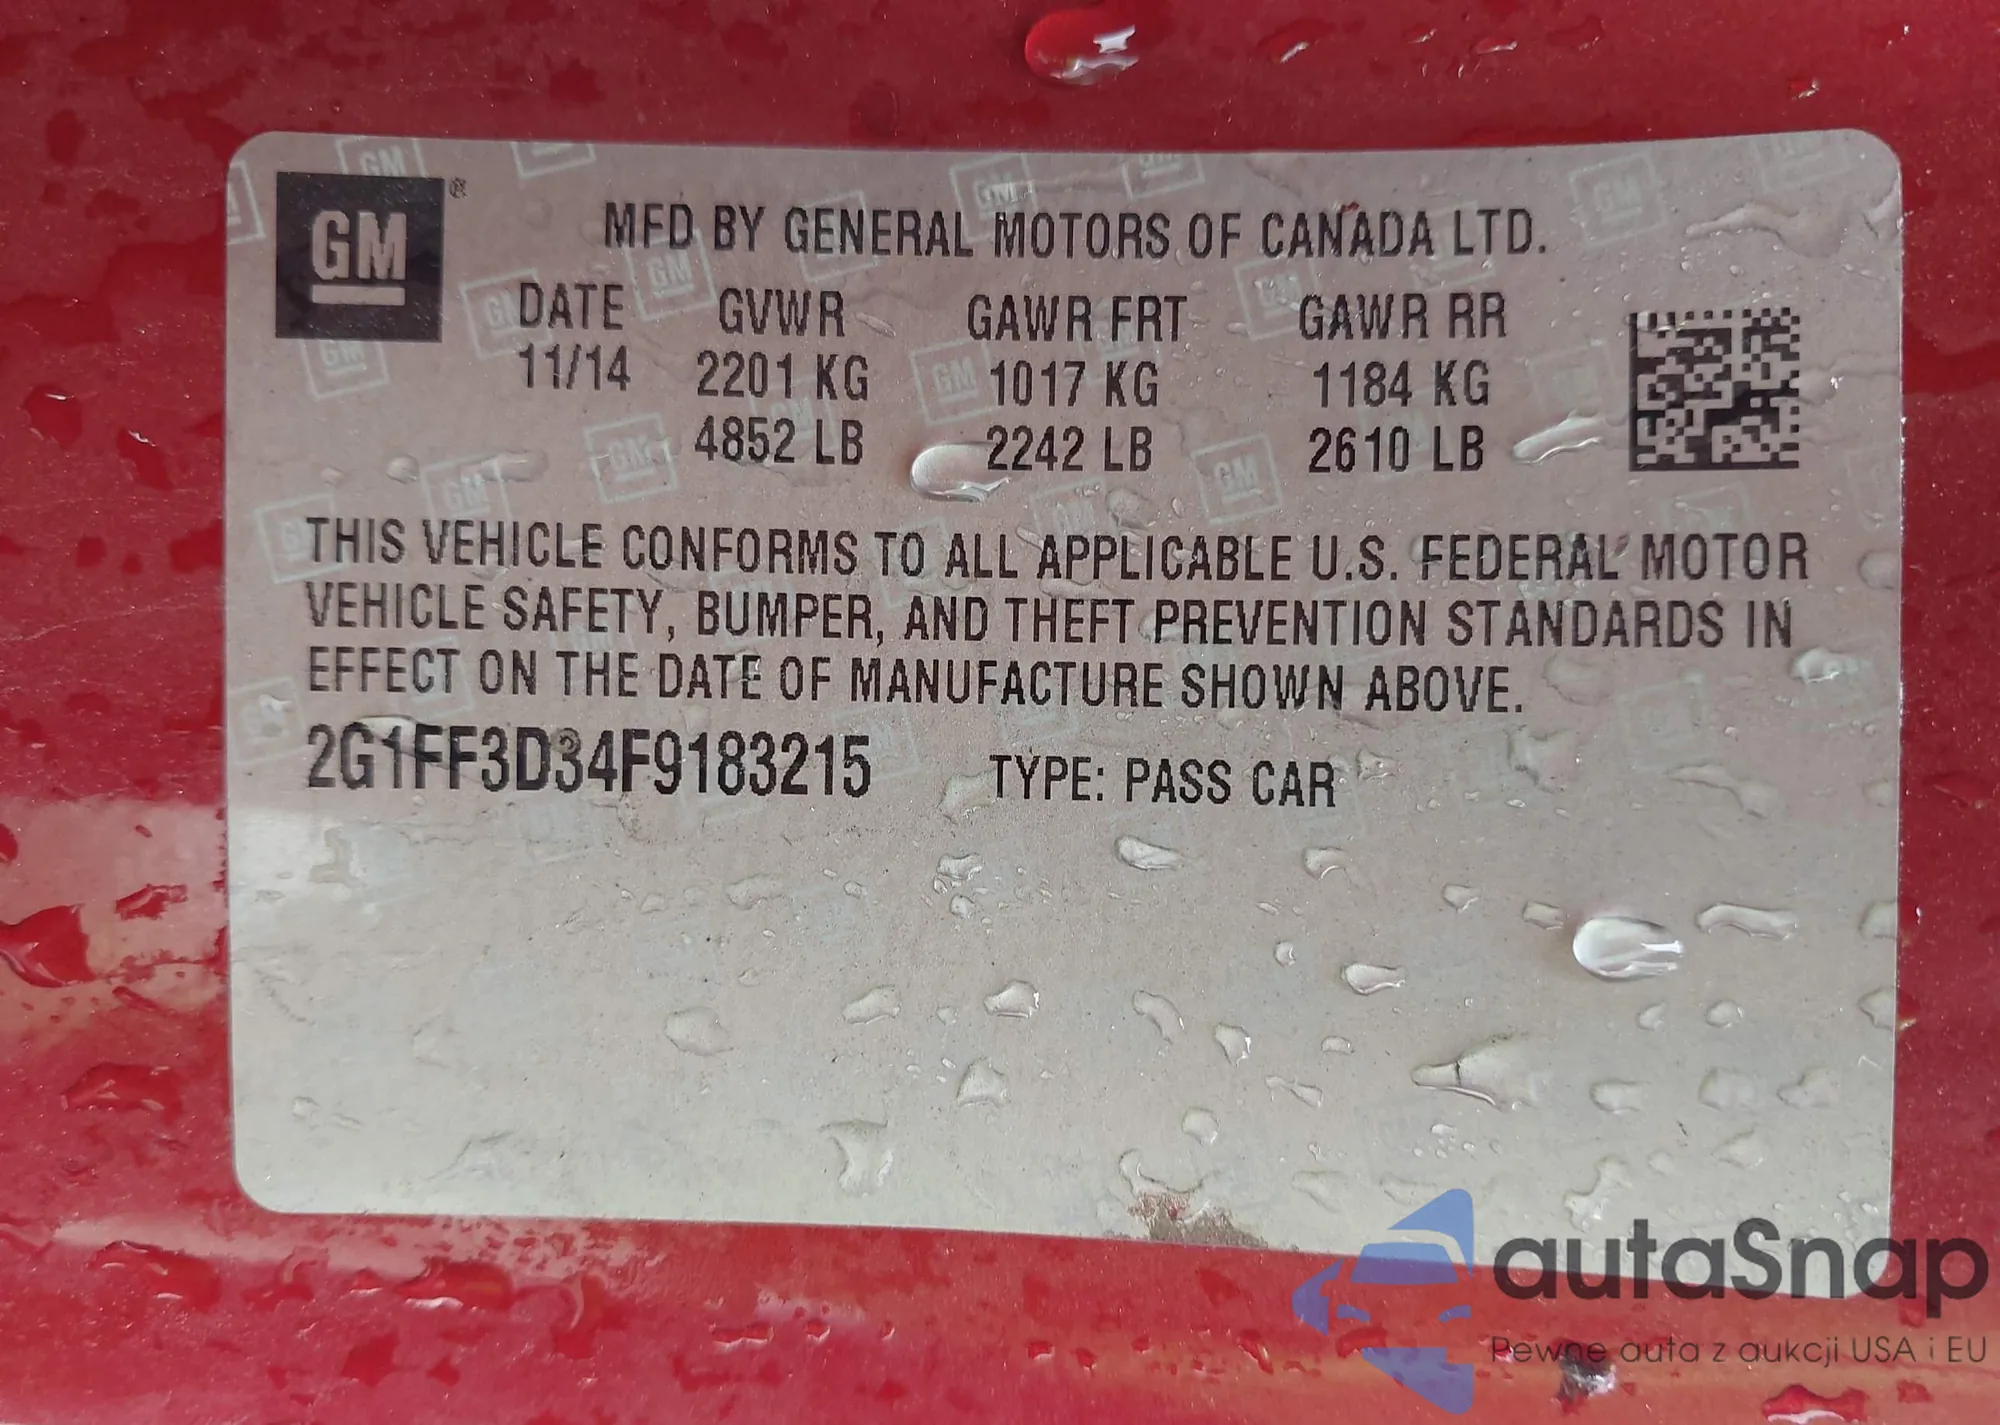 GM ®
MFD BY GENERAL MOTORS OF CANADA LTD.
DATE GVWR GAWR FRT GAWR RR
11/14 2201 KG 1017 KG 1184 KG
4852 LB 2242 LB 2610 LB
THIS VEHICLE CONFORMS TO ALL APPLICABLE U.S. FEDERAL MOTOR
VEHICLE SAFETY, BUMPER, AND THEFT PREVENTION STANDARDS IN
EFFECT ON THE DATE OF MANUFACTURE SHOWN ABOVE.
2G1FF3D34F9183215 TYPE: PASS CAR
autaSnap
Pewne auta z aukcji USA i EU